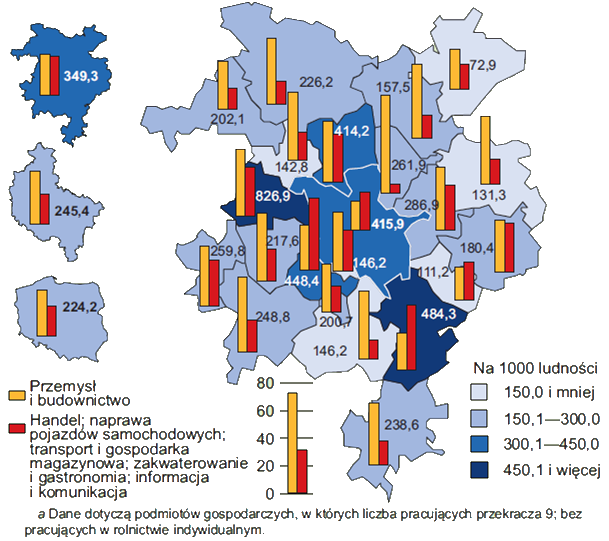 349,3
226,2
202,1
72,9
157,5
414,2
142,8
261,9
131,3
826,9
245,4
286,9
415,9
217,6
259,8
146,2
180,4
111,2
448,4
224,2
248,8
200,7
484,3
146,2
238,6
Przemysł
i budownictwo
Handel; naprawa
pojazdów samochodowych;
transport i gospodarka
magazynowa; zakwaterowanie
i gastronomia; informacja
i komunikacja
80
60
40
20
0
Na 1000 ludności
150,0 i mniej
150,1—300,0
300,1—450,0
450,1 i więcej
a Dane dotyczą podmiotów gospodarczych, w których liczba pracujących przekracza 9; bez
pracujących w rolnictwie indywidualnym.